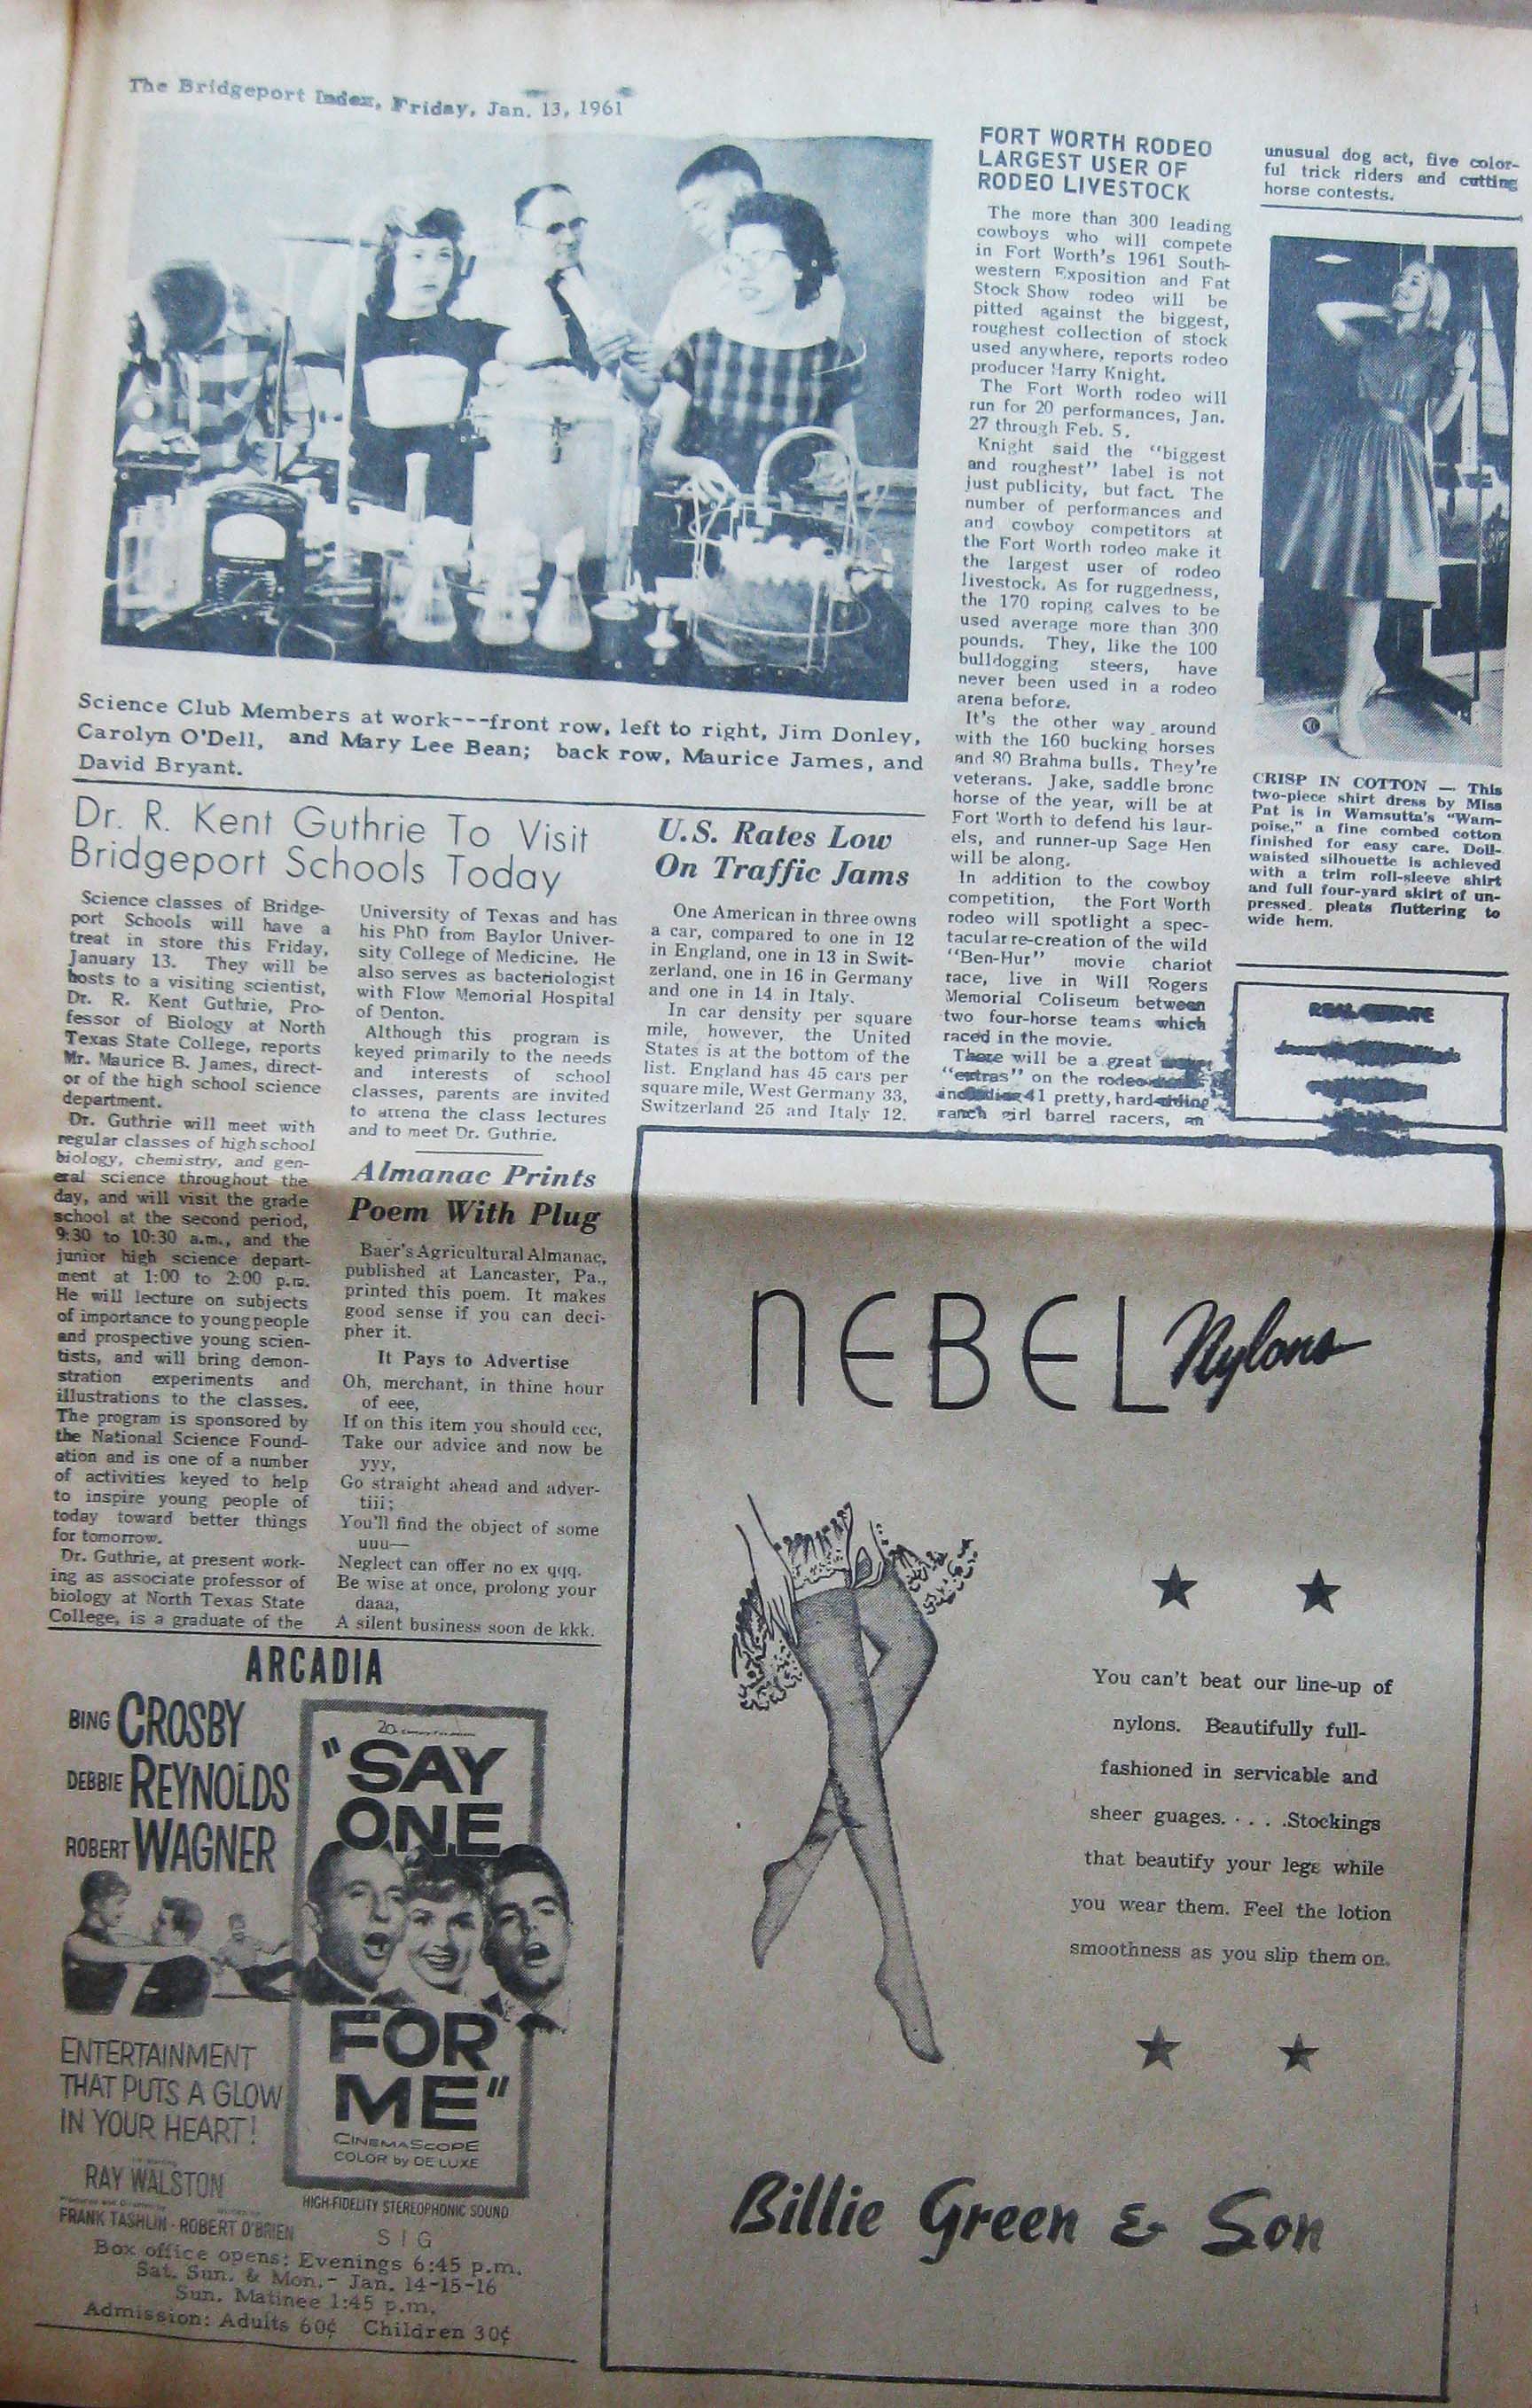 The Bridgeport Index, Friday, Jan. 13, 1961
Science Club Members at work---front row, left to right, Jim Donley,
Carolyn O'Dell, and Mary Lee Bean; back row, Maurice James, and
David Bryant.
Dr. R. Kent Guthrie To Visit
Bridgeport Schools Today
Science classes of Bridge-
port Schools will have a
treat in store this Friday,
January 13. They will be
hosts to a visiting scientist,
Dr. R. Kent Guthrie, Pro-
fessor of Biology at North
Texas State College, reports
Mr. Maurice B. James, direct-
or of the high school science
department.
Dr. Guthrie will meet with
regular classes of high school
biology, chemistry, and gen-
eral science throughout the
day, and will visit the grade
school at the second period,
9:30 to 10:30 a.m., and the
junior high science depart-
ment at 1:00 to 2:00 p.m.
He will lecture on subjects
of importance to young people
and prospective young scien-
tists, and will bring demon-
stration experiments and
illustrations to the classes.
The program is sponsored by
the National Science Found-
ation and is one of a number
of activities keyed to help
to inspire young people of
today toward better things
for tomorrow.
Dr. Guthrie, at present work-
ing as associate professor of
biology at North Texas State
College, is a graduate of the
University of Texas and has
his PhD from Baylor Univer-
sity College of Medicine. He
also serves as bacteriologist
with Flow Memorial Hospital
of Denton.
Although this program is
keyed primarily to the needs
and interests of school
classes, parents are invited
to attend the class lectures
and to meet Dr. Guthrie.
Almanac Prints
Poem With Plug
Baer's Agricultural Almanac,
published at Lancaster, Pa.,
printed this poem. It makes
good sense if you can deci-
pher it.
It Pays to Advertise
Oh, merchant, in thine hour
of eee,
If on this item you should ccc,
Take our advice and now be
yyy,
Go straight ahead and adver-
tiii;
You'll find the object of some
uuu—
Neglect can offer no ex qqq.
Be wise at once, prolong your
daaa,
A silent business soon de kkk.
U.S. Rates Low
On Traffic Jams
One American in three owns
a car, compared to one in 12
in England, one in 13 in Swit-
zerland, one in 16 in Germany
and one in 14 in Italy.
In car density per square
mile, however, the United
States is at the bottom of the
list. England has 45 cars per
square mile, West Germany 33,
Switzerland 25 and Italy 12.
FORT WORTH RODEO
LARGEST USER OF
RODEO LIVESTOCK
The more than 300 leading
cowboys who will compete
in Fort Worth's 1961 South-
western Exposition and Fat
Stock Show rodeo will be
pitted against the biggest,
roughest collection of stock
used anywhere, reports rodeo
producer Harry Knight.
The Fort Worth rodeo will
run for 20 performances, Jan.
27 through Feb. 5.
Knight said the "biggest
and roughest" label is not
just publicity, but fact. The
number of performances and
and cowboy competitors at
the Fort Worth rodeo make it
the largest user of rodeo
livestock. As for ruggedness,
the 170 roping calves to be
used average more than 300
pounds. They, like the 100
bulldogging steers, have
never been used in a rodeo
arena before.
It's the other way around
with the 160 bucking horses
and 80 Brahma bulls. They're
veterans. Jake, saddle bronc
horse of the year, will be at
Fort Worth to defend his laur-
els, and runner-up Sage Hen
will be along.
In addition to the cowboy
competition, the Fort Worth
rodeo will spotlight a spec-
tacular re-creation of the wild
"Ben-Hur" movie chariot
race, live in Will Rogers
Memorial Coliseum between
two four-horse teams which
raced in the movie.
There will be a great
"extras" on the rodeo
including 41 pretty, hard-riding
ranch girl barrel racers, an
unusual dog act, five color-
ful trick riders and cutting
horse contests.
CRISP IN COTTON — This
two-piece shirt dress by Miss
Pat is in Wamsutta's "Wam-
poise," a fine combed cotton
finished for easy care. Doll-
waisted silhouette is achieved
with a trim roll-sleeve shirt
and full four-yard skirt of un-
pressed pleats fluttering to
wide hem.
REAL ESTATE
ARCADIA
BING CROSBY
DEBBIE REYNOLDS
ROBERT WAGNER
20
"SAY
ONE
FOR
ME"
CINEMASCOPE
COLOR by DE LUXE
ENTERTAINMENT
THAT PUTS A GLOW
IN YOUR HEART!
RAY WALSTON
FRANK TASHLIN - ROBERT O'BRIEN
HIGH-FIDELITY STEREOPHONIC SOUND
SIG
Box office opens: Evenings 6:45 p.m.
Sat. Sun. & Mon. - Jan. 14-15-16
Sun. Matinee 1:45 p.m.
Admission: Adults 60¢ Children 30¢
NEBEL Nylons
You can't beat our line-up of
nylons. Beautifully full-
fashioned in servicable and
sheer guages. . . . .Stockings
that beautify your legs while
you wear them. Feel the lotion
smoothness as you slip them on.
Billie Green & Son